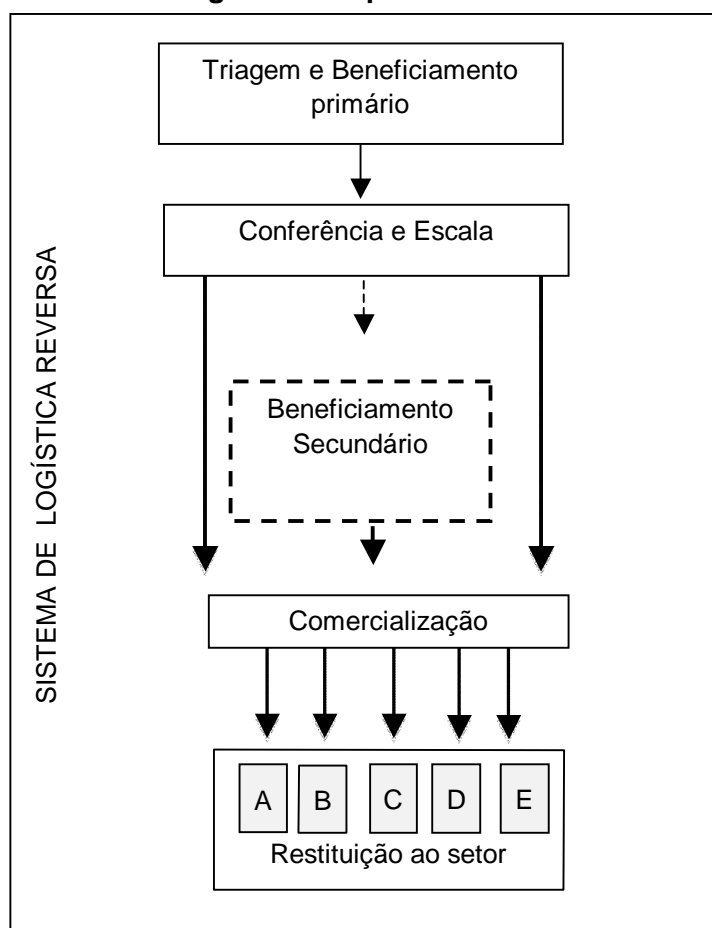 Triagem e Beneficiamento
primário
Conferência e Escala
SISTEMA DE LOGÍSTICA REVERSA
Beneficiamento
Secundário
Comercialização
A B C D E
Restituição ao setor